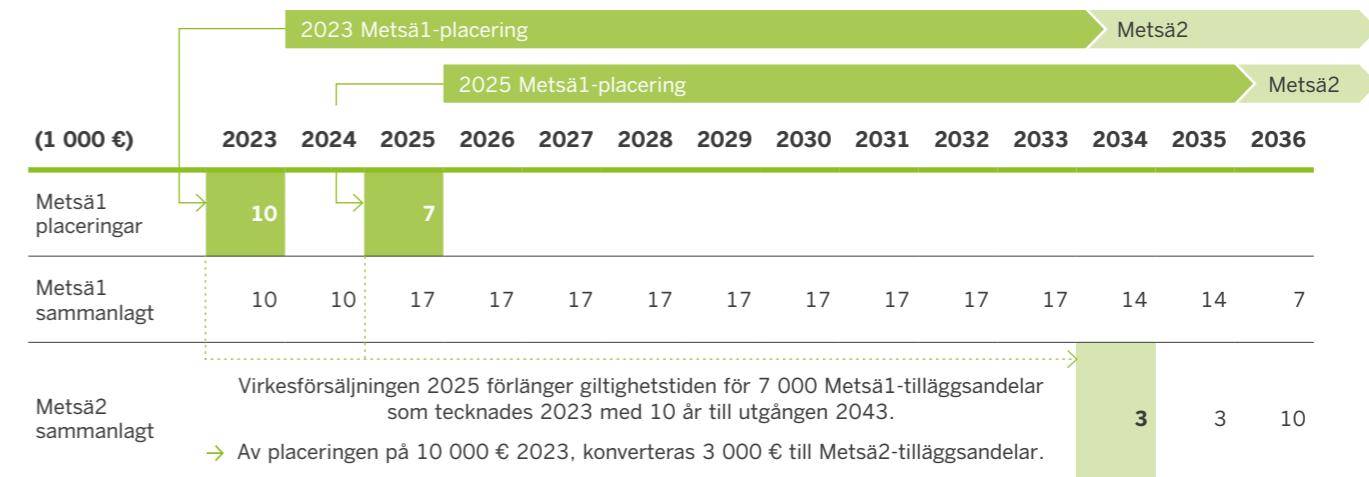 2023 Metsä1-placering Metsä2
2025 Metsä1-placering Metsä2
(1 000 €) 2023 2024 2025 2026 2027 2028 2029 2030 2031 2032 2033 2034 2035 2036
Metsä1
placeringar
10 7
Metsä1
sammanlagt
10 10 17 17 17 17 17 17 17 17 17 14 14 7
Metsä2
sammanlagt
Virkesförsäljningen 2025 förlänger giltighetstiden för 7 000 Metsä1-tilläggsandelar
som tecknades 2023 med 10 år till utgången 2043.
→ Av placeringen på 10 000 € 2023, konverteras 3 000 € till Metsä2-tilläggsandelar.
3 3 10